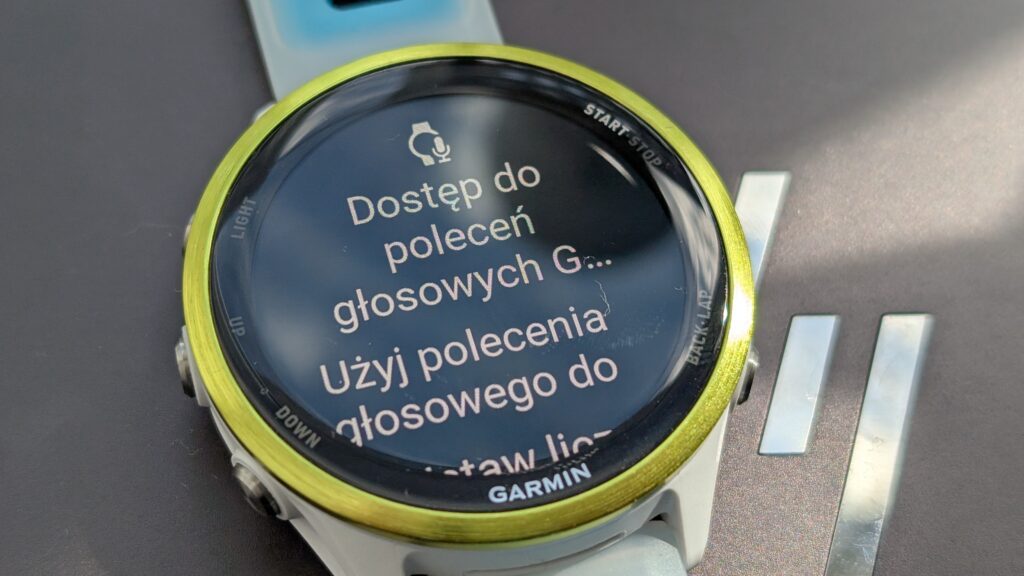 START STOP
LIGHT
Dostęp do
poleceń
głosowych G...
UP
BACK LAP
Użyj polecenia
głosowego do
DOWN
GARMIN